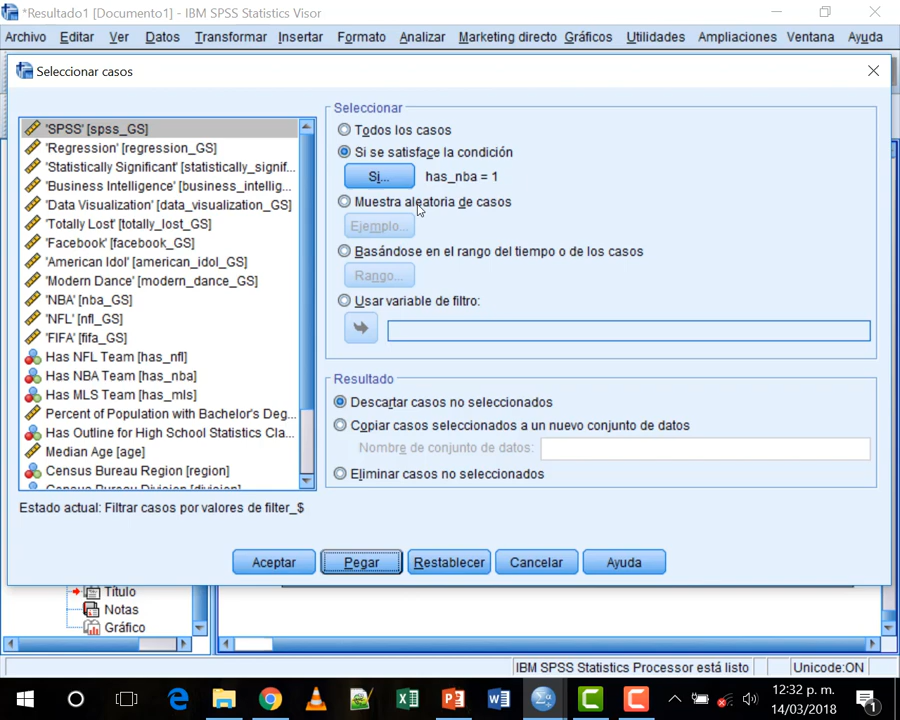 *Resultado1 [Documento1] - IBM SPSS Statistics Visor
Archivo Editar Ver Datos Transformar Insertar Formato Analizar Marketing directo Gráficos Utilidades Ampliaciones Ventana Ayuda
Seleccionar casos
'SPSS' [spss_GS]
'Regression' [regression_GS]
'Statistically Significant' [statistically_signif...
'Business Intelligence' [business_intellig...
'Data Visualization' [data_visualization_GS]
'Totally Lost' [totally_lost_GS]
'Facebook' [facebook_GS]
'American Idol' [american_idol_GS]
'Modern Dance' [modern_dance_GS]
'NBA' [nba_GS]
'NFL' [nfl_GS]
'FIFA' [fifa_GS]
Has NFL Team [has_nfl]
Has NBA Team [has_nba]
Has MLS Team [has_mls]
Percent of Population with Bachelor's Deg...
Has Outline for High School Statistics Cla...
Median Age [age]
Census Bureau Region [region]
Census Bureau Division [division]
Seleccionar
Todos los casos
Si se satisface la condición
Si... has_nba = 1
Muestra aleatoria de casos
Ejemplo...
Basándose en el rango del tiempo o de los casos
Rango...
Usar variable de filtro:
Resultado
Descartar casos no seleccionados
Copiar casos seleccionados a un nuevo conjunto de datos
Nombre de conjunto de datos:
Eliminar casos no seleccionados
Estado actual: Filtrar casos por valores de filter_$
Aceptar Pegar Restablecer Cancelar Ayuda
Título
Notas
Gráfico
IBM SPSS Statistics Processor está listo Unicode:ON
12:32 p. m.
14/03/2018
1